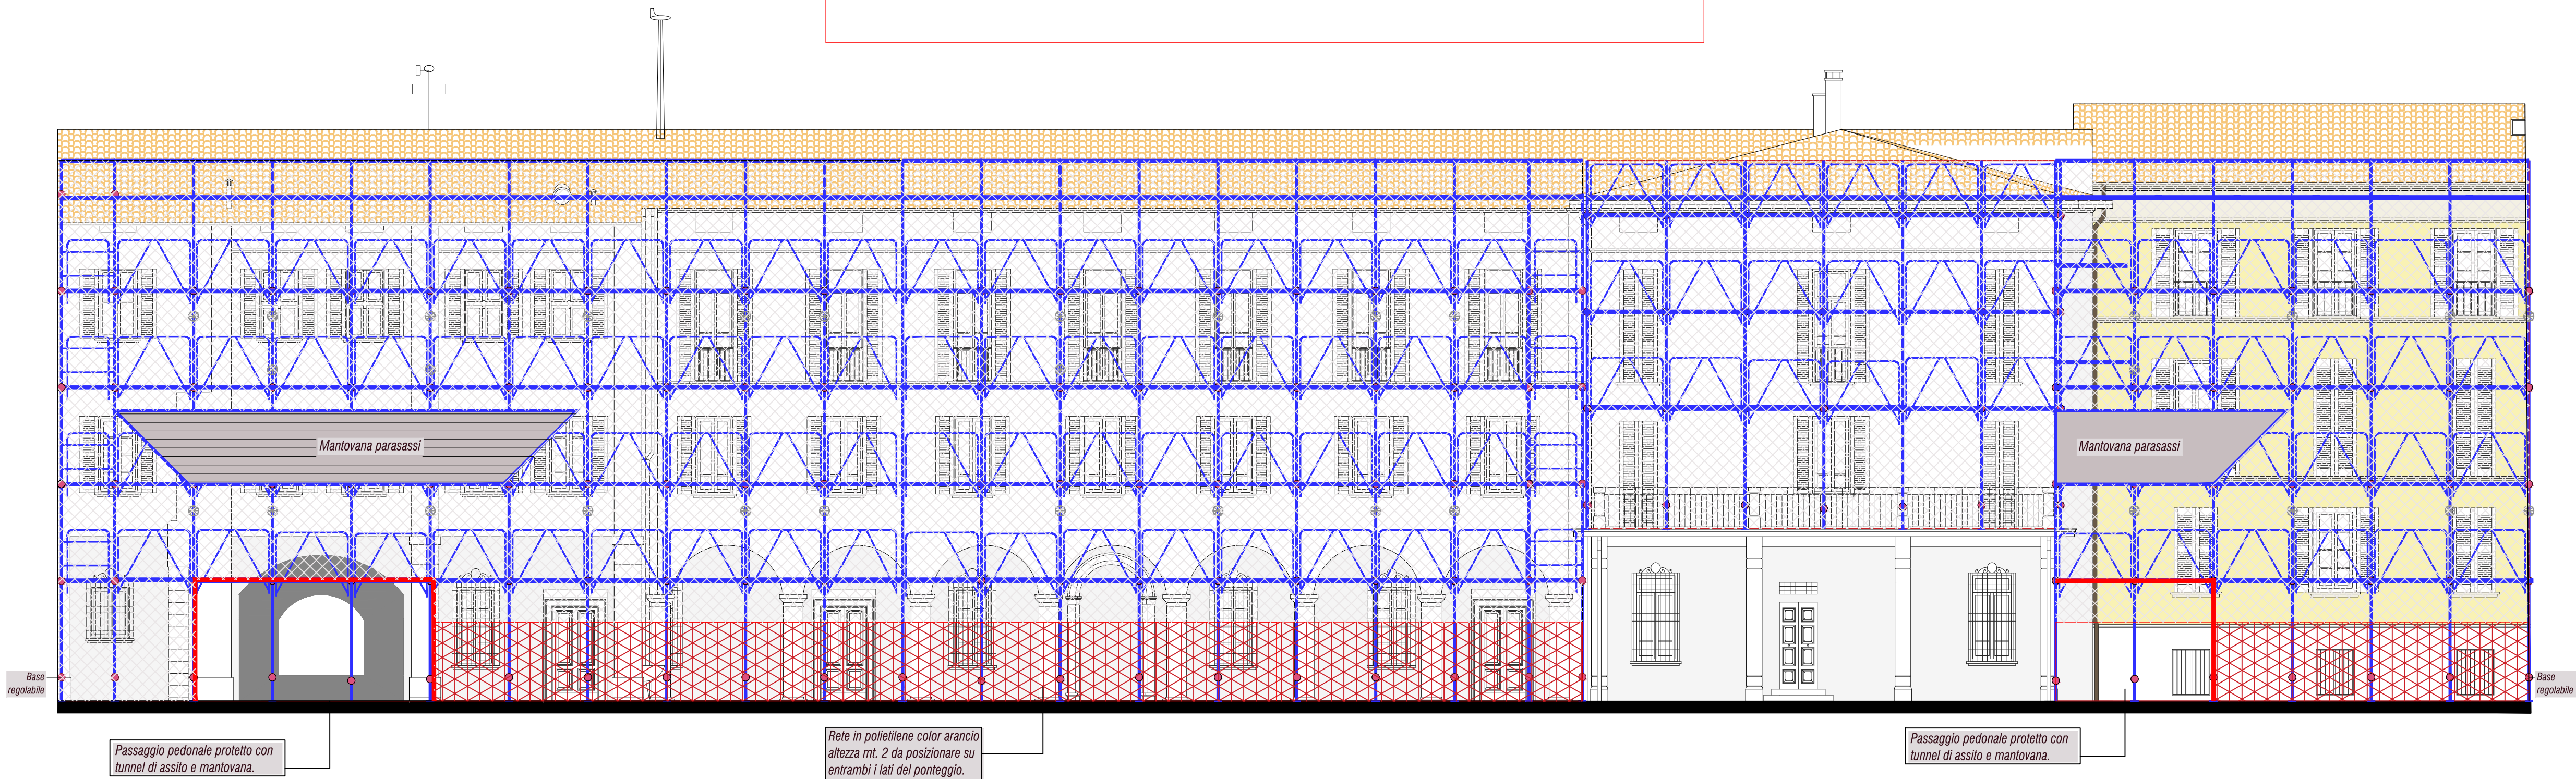 Mantovana parasassi
Mantovana parasassi
Base
regolabile
Base
regolabile
Passaggio pedonale protetto con
tunnel di assito e mantovana.
Rete in polietilene color arancio
altezza mt. 2 da posizionare su
entrambi i lati del ponteggio.
Passaggio pedonale protetto con
tunnel di assito e mantovana.